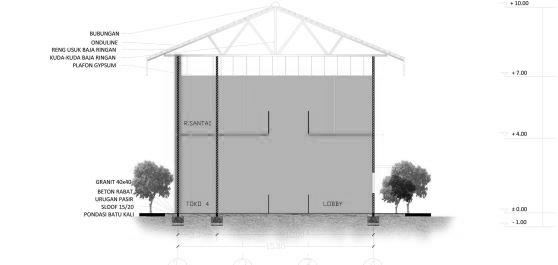 + 10.00
BUBUNGAN
ONDULINE
RENG USUK BAJA RINGAN
KUDA-KUDA BAJA RINGAN
PLAFON GYPSUM
+ 7.00
R.SANTAI
+ 4.00
GRANIT 40x40
BETON RABAT
URUGAN PASIR
SLOOF 15/20
PONDASI BATU KALI
TOKO 4
LOBBY
± 0.00
- 1.00